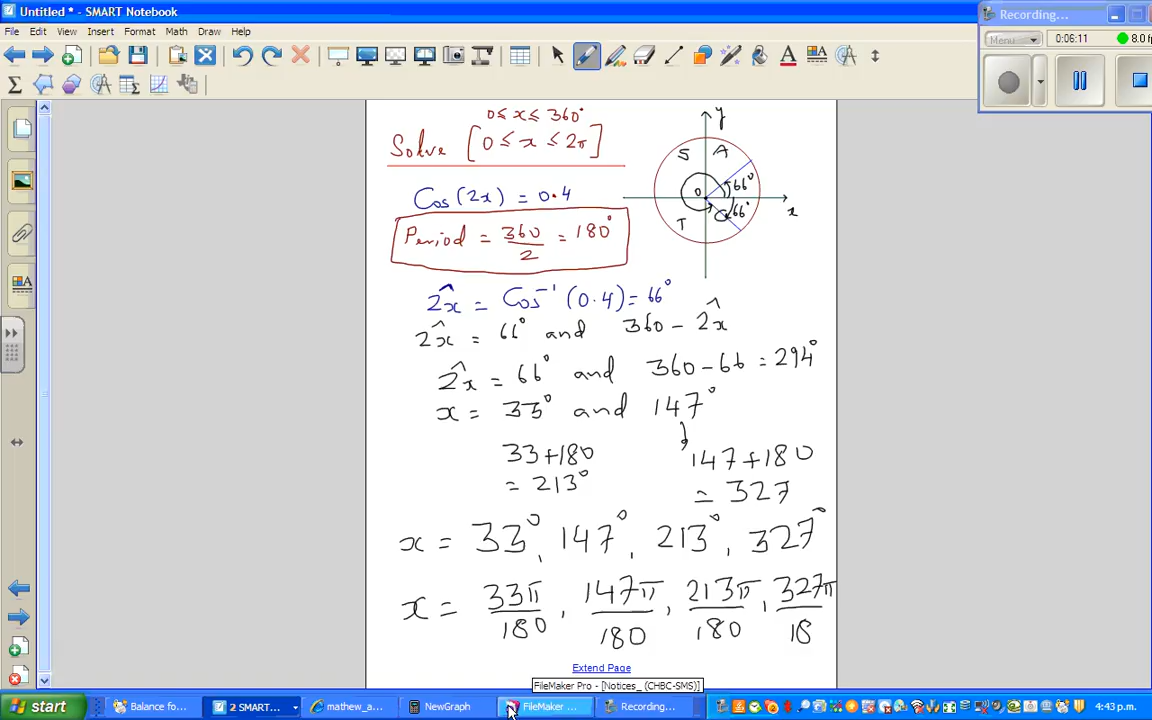 Untitled * - SMART Notebook
Recording...
File Edit View Insert Format Math Draw Help
Menu 0:06:11 8.0 f
0 ≤ x ≤ 360°
Solve [0 ≤ x ≤ 2π]
y
S A
66°
0
x
T C 66°
Cos (2x) = 0.4
Period = 360/2 = 180°
2x̂ = Cos⁻¹ (0.4) = 66°
2x̂ = 66° and 360 - 2x̂
2x̂ = 66° and 360 - 66 = 294°
x = 33° and 147°
33+180 147+180
= 213° = 327
x = 33°, 147°, 213°, 327°
x = 33π/180, 147π/180, 213π/180, 327π/18
Extend Page
FileMaker Pro - [Notices_ (CHBC-SMS)]
start Balance fo... 2 SMART... mathew_a... NewGraph FileMaker ... Recording... 4:43 p.m.